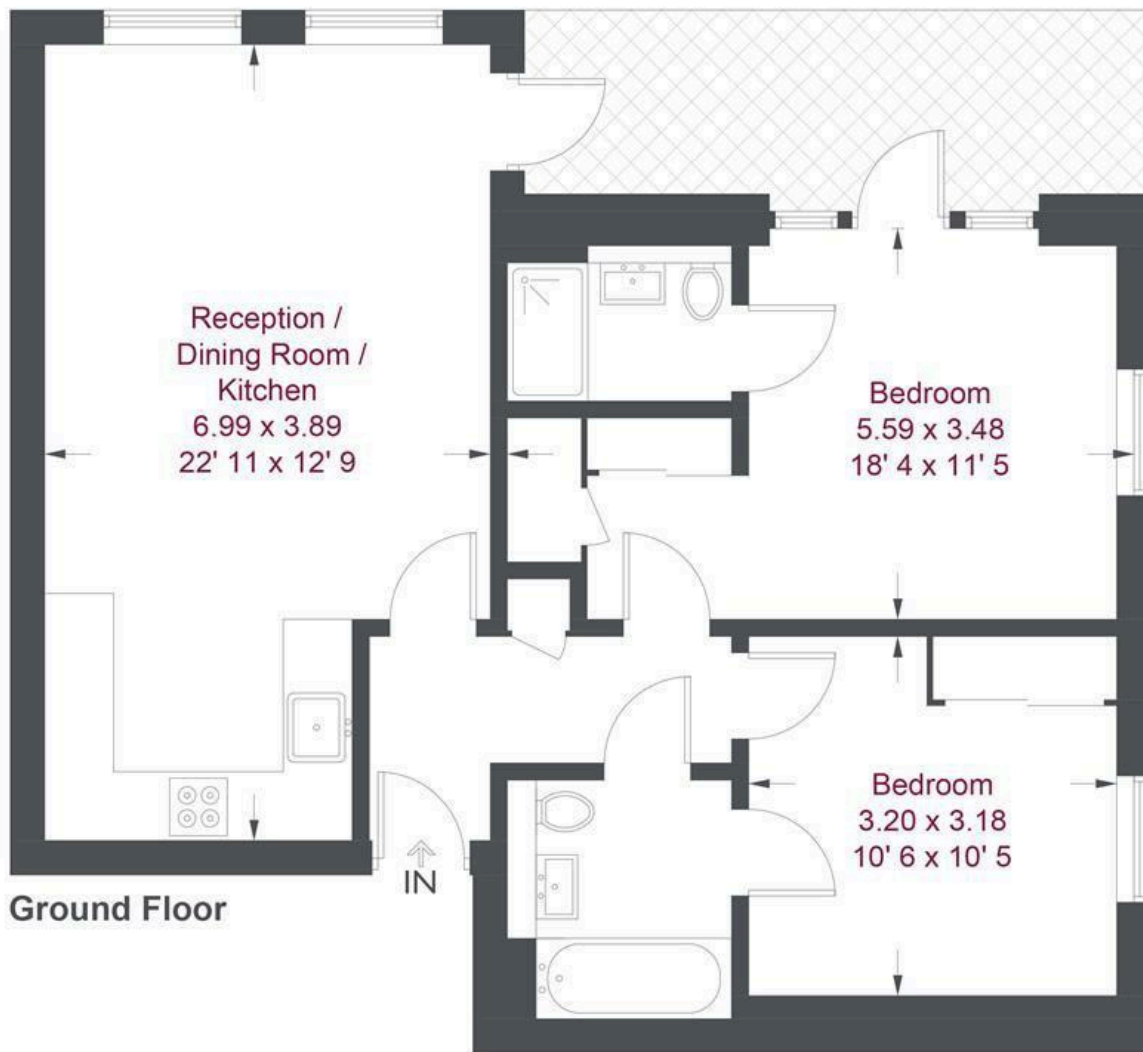 Reception /
Dining Room /
Kitchen
6.99 x 3.89
22' 11 x 12' 9
Bedroom
5.59 x 3.48
18' 4 x 11' 5
Bedroom
3.20 x 3.18
10' 6 x 10' 5
IN
Ground Floor